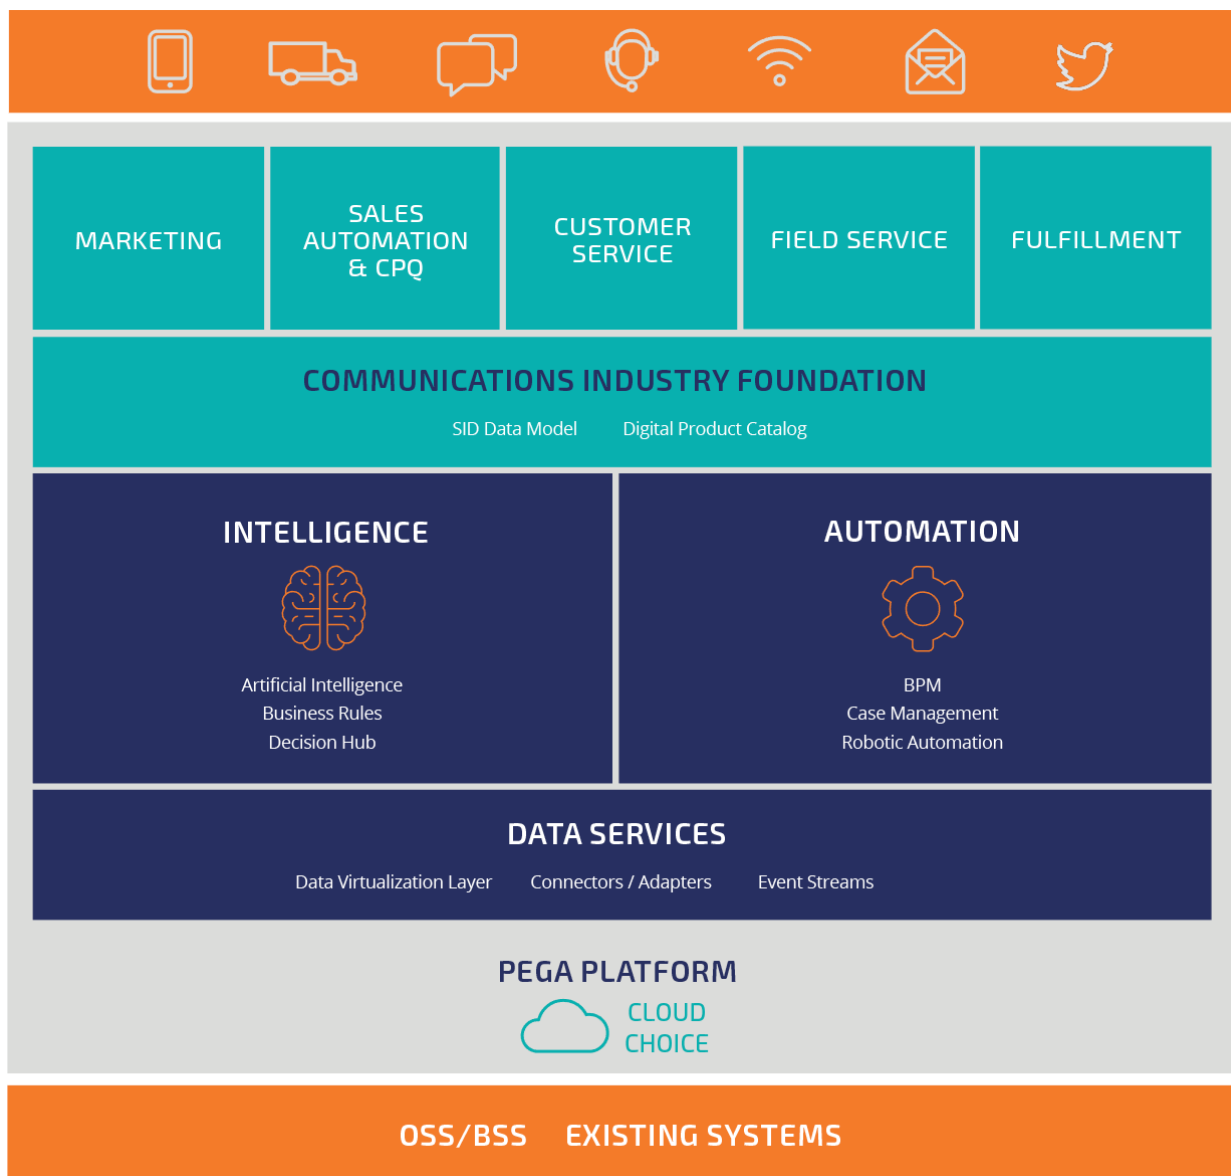 MARKETING
SALES
AUTOMATION
& CPQ
CUSTOMER
SERVICE
FIELD SERVICE
FULFILLMENT
COMMUNICATIONS INDUSTRY FOUNDATION
SID Data Model Digital Product Catalog
INTELLIGENCE
Artificial Intelligence
Business Rules
Decision Hub
AUTOMATION
BPM
Case Management
Robotic Automation
DATA SERVICES
Data Virtualization Layer Connectors / Adapters Event Streams
PEGA PLATFORM
CLOUD
CHOICE
OSS/BSS EXISTING SYSTEMS